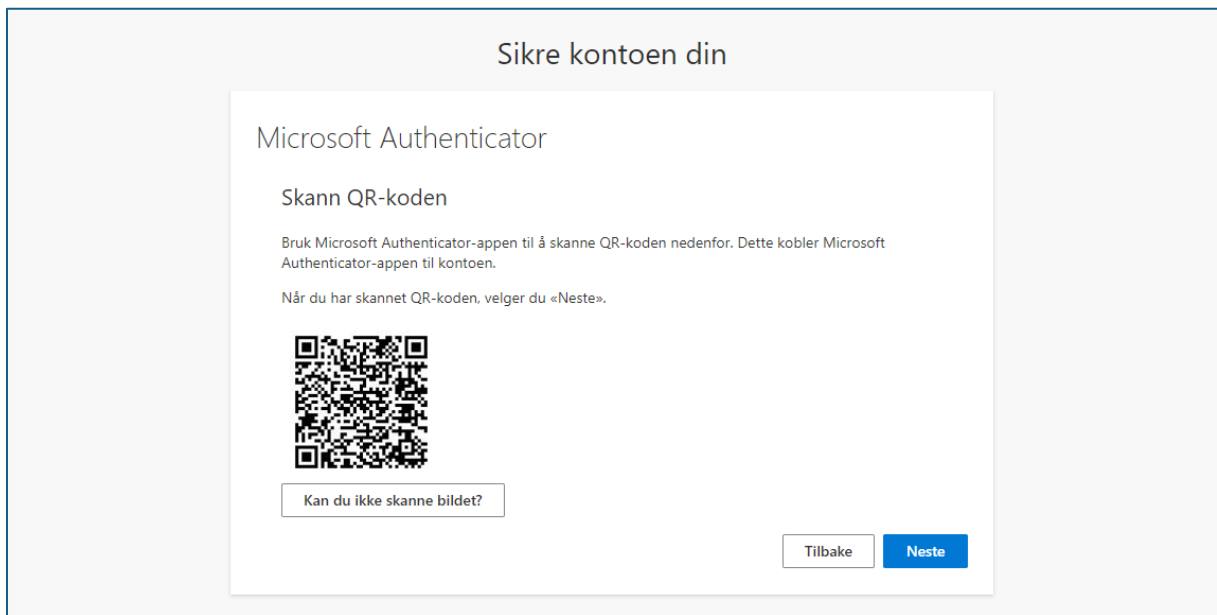 Sikre kontoen din
Microsoft Authenticator
Skann QR-koden
Bruk Microsoft Authenticator-appen til å skanne QR-koden nedenfor. Dette kobler Microsoft
Authenticator-appen til kontoen.
Når du har skannet QR-koden, velger du «Neste».
Kan du ikke skanne bildet?
Tilbake
Neste